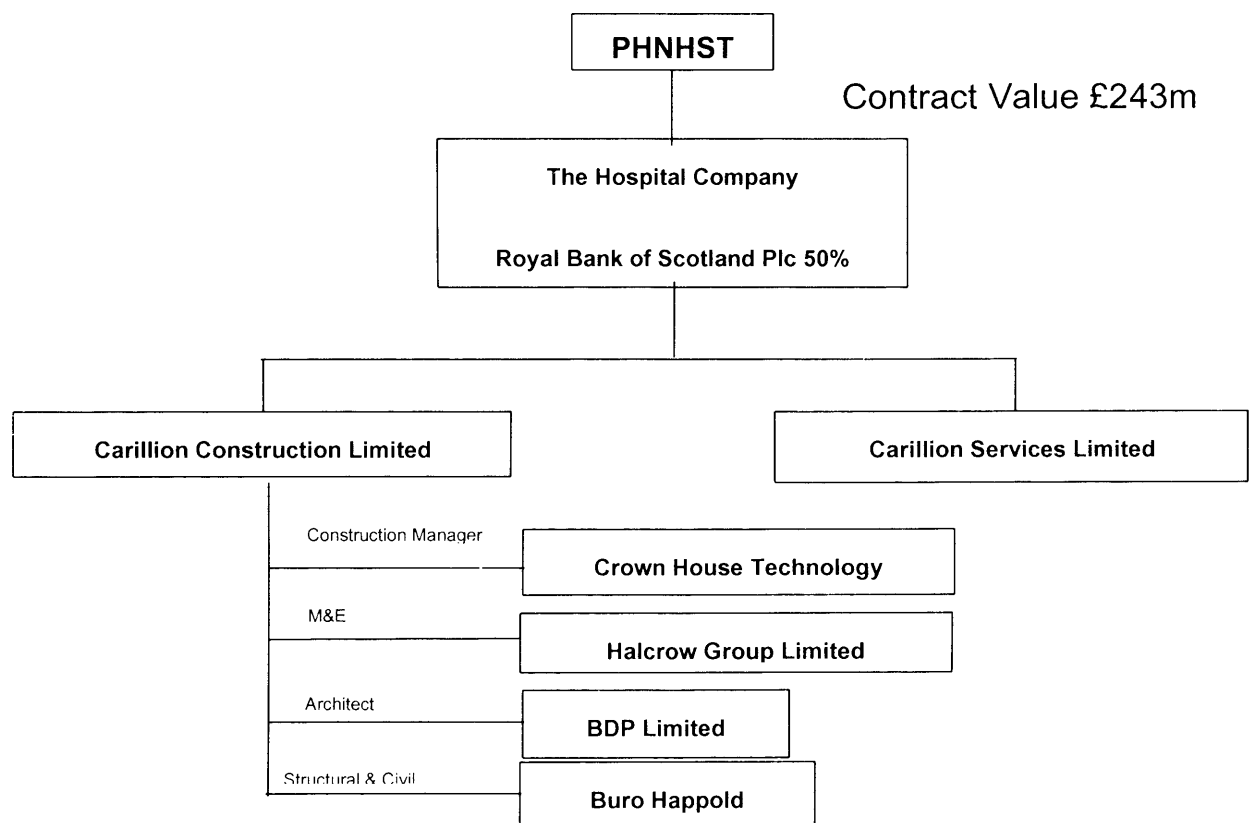 PHNHST
Contract Value £243m
The Hospital Company
Royal Bank of Scotland Plc 50%
Carillion Construction Limited
Carillion Services Limited
Construction Manager
Crown House Technology
M&E
Halcrow Group Limited
Architect
BDP Limited
Structural & Civil
Buro Happold